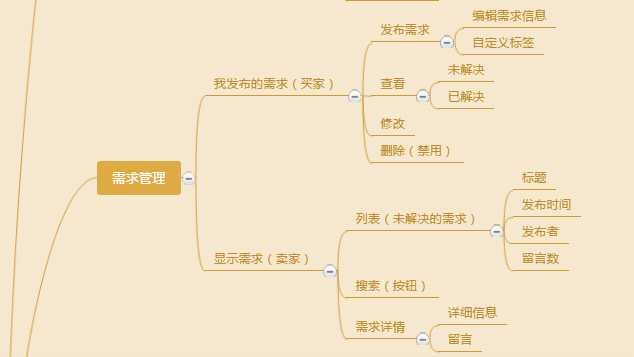 需求管理
我发布的需求（买家）
发布需求
编辑需求信息
自定义标签
查看
未解决
已解决
修改
删除（禁用）
显示需求（卖家）
列表（未解决的需求）
标题
发布时间
发布者
留言数
搜索（按钮）
需求详情
详细信息
留言